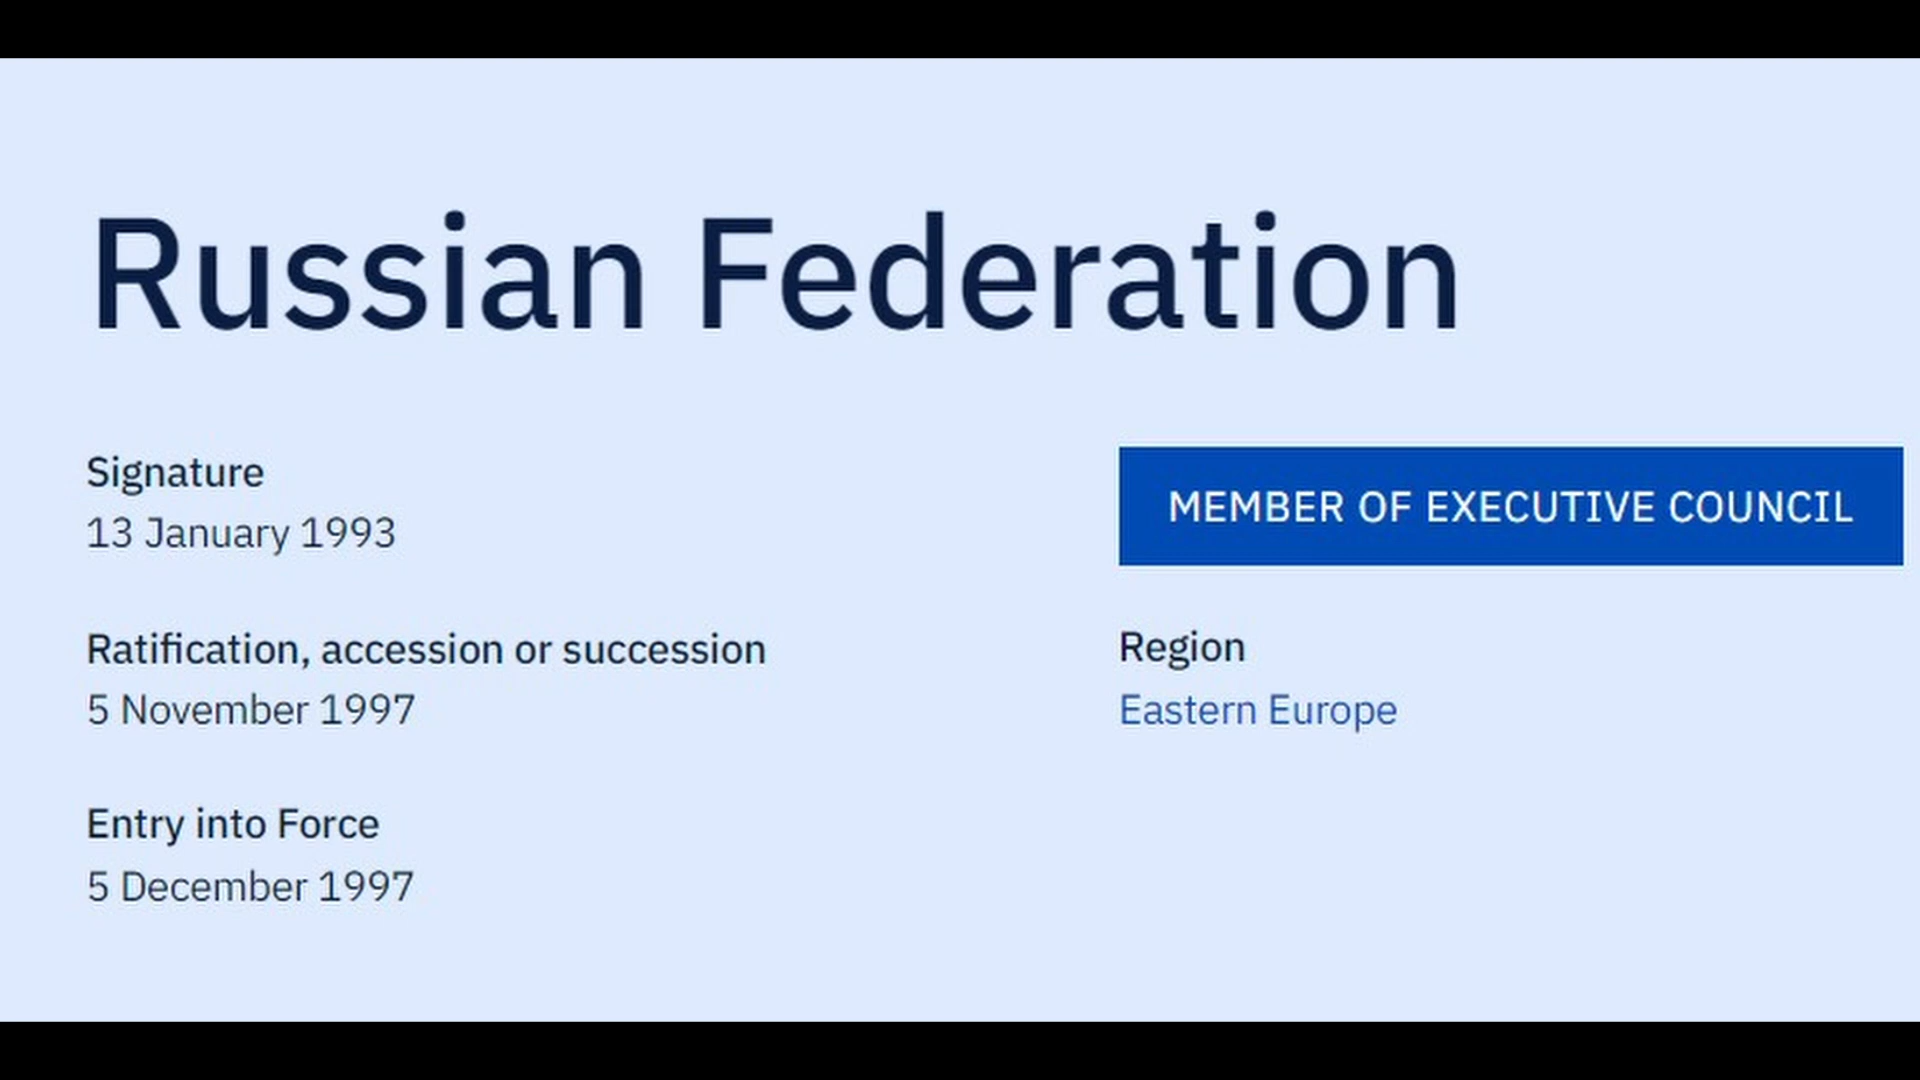 Russian Federation
Signature
13 January 1993
Ratification, accession or succession
5 November 1997
Entry into Force
5 December 1997
MEMBER OF EXECUTIVE COUNCIL
Region
Eastern Europe